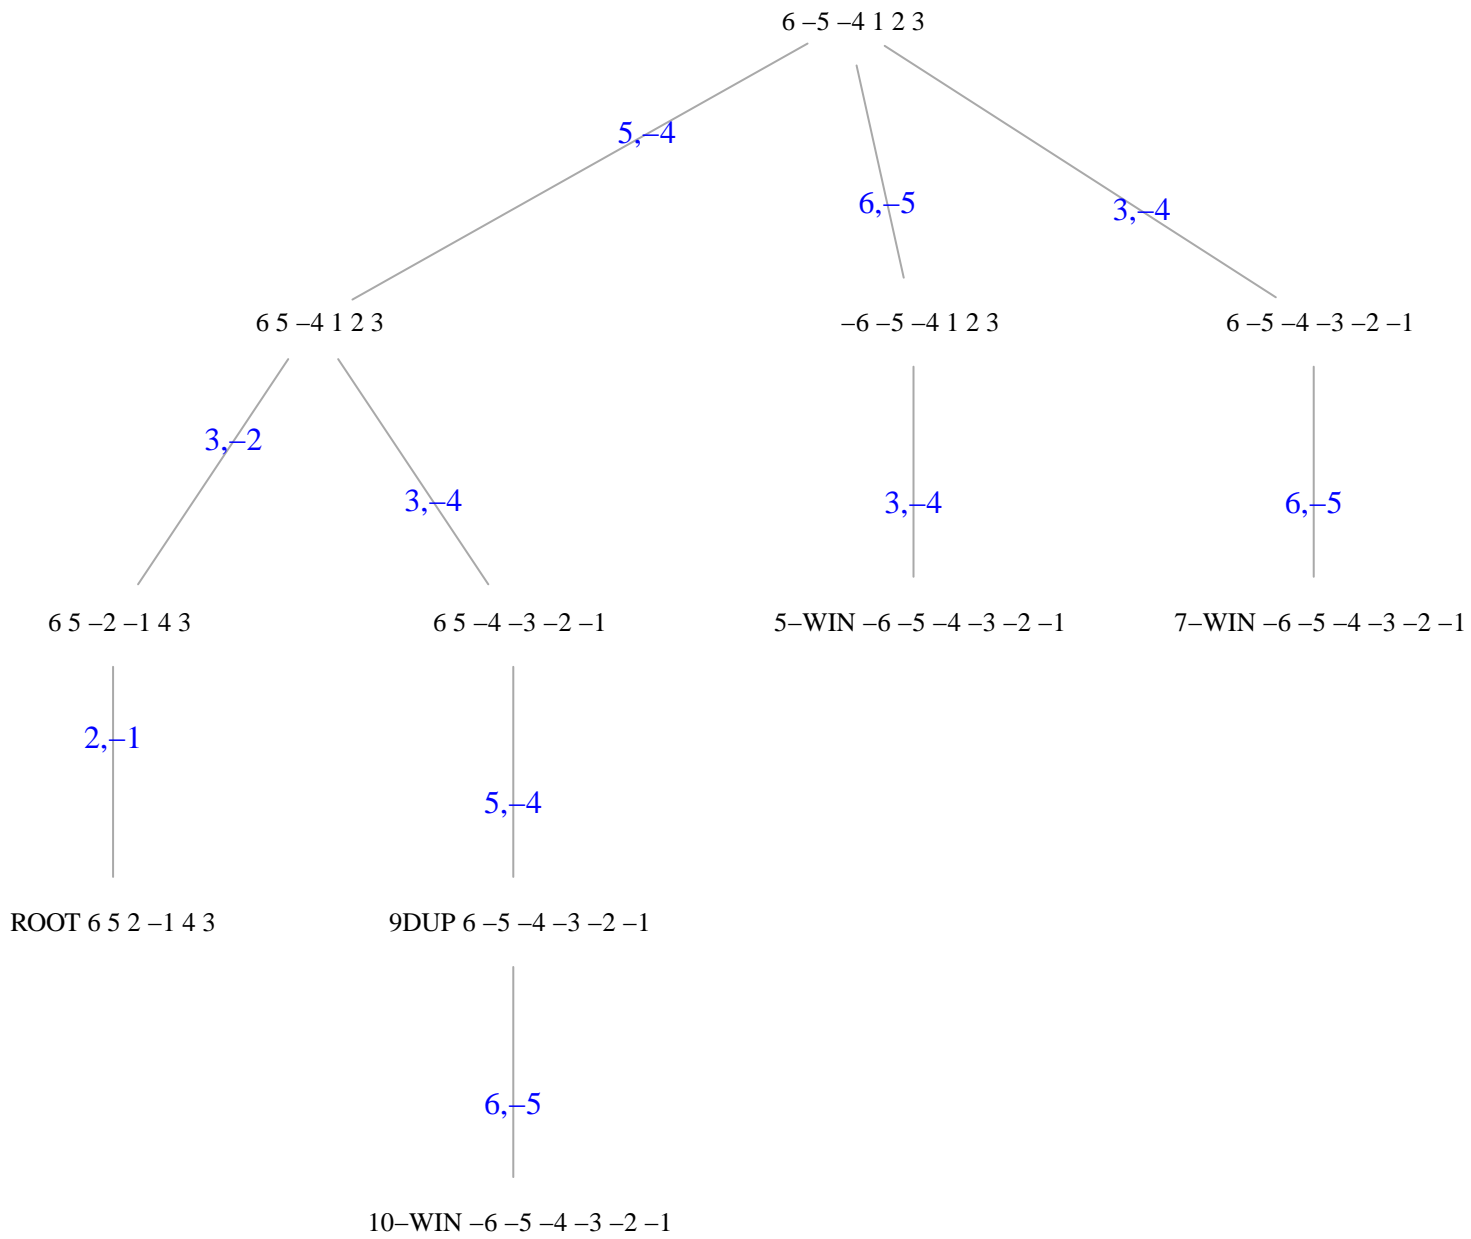 6 –5 –4 1 2 3
5,–4
6,–5
3,–4
6 5 –4 1 2 3
–6 –5 –4 1 2 3
6 –5 –4 –3 –2 –1
3,–2
3,–4
3,–4
6,–5
6 5 –2 –1 4 3
6 5 –4 –3 –2 –1
5–WIN –6 –5 –4 –3 –2 –1
7–WIN –6 –5 –4 –3 –2 –1
2,–1
5,–4
ROOT 6 5 2 –1 4 3
9DUP 6 –5 –4 –3 –2 –1
6,–5
10–WIN –6 –5 –4 –3 –2 –1